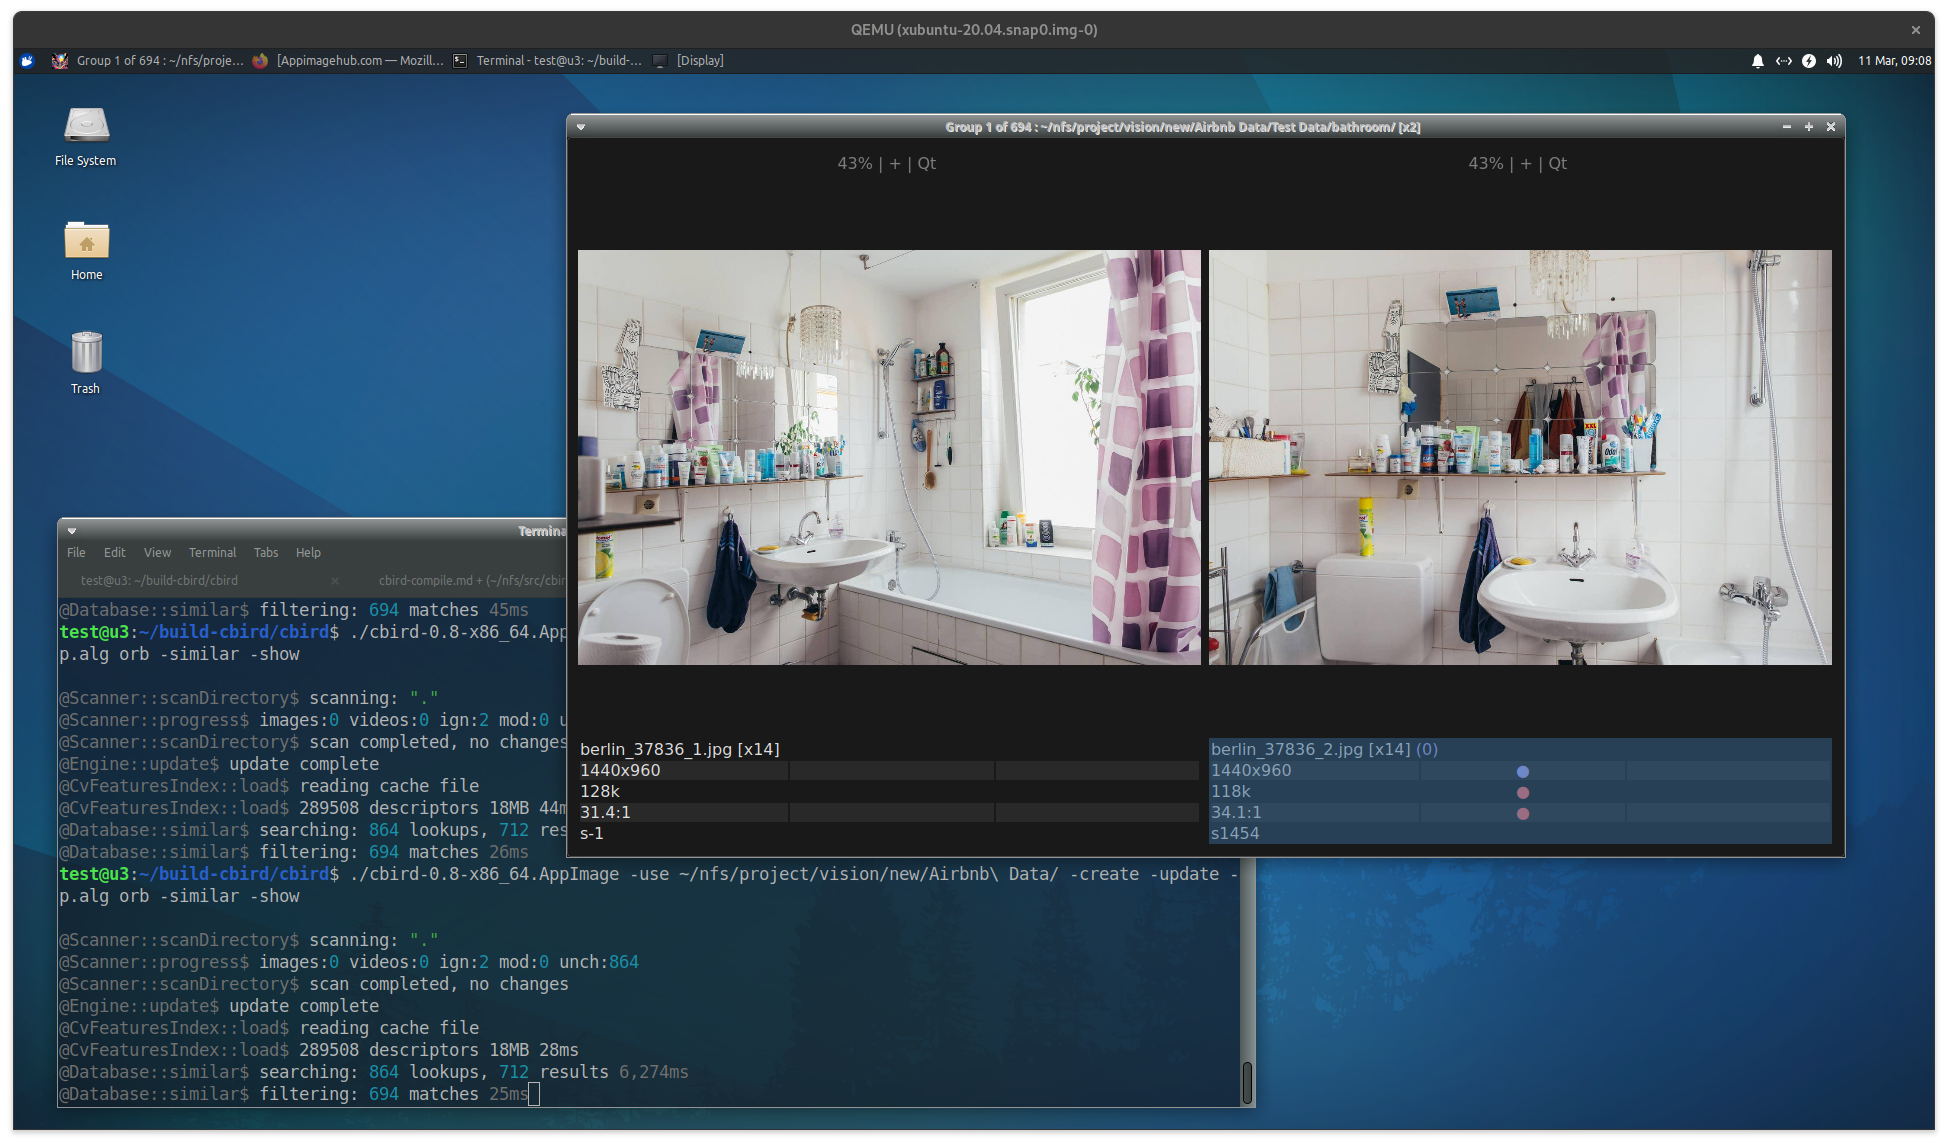 QEMU (xubuntu-20.04.snap0.img-0)
Group 1 of 694 : ~/nfs/proje... [Appimagehub.com — Mozill... Terminal - test@u3: ~/build-... [Display] 11 Mar, 09:08
File System
Home
Trash
Group 1 of 694 : ~/nfs/project/vision/new/Airbnb Data/Test Data/bathroom/ [x2]
43% | + | Qt 43% | + | Qt
berlin_37836_1.jpg [x14]
1440x960
128k
31.4:1
s-1
berlin_37836_2.jpg [x14] (0)
1440x960
118k
34.1:1
s1454
Termina
File Edit View Terminal Tabs Help
test@u3: ~/build-cbird/cbird cbird-compile.md + (~/nfs/src/cbir
@Database::similar$ filtering: 694 matches 45ms
test@u3:~/build-cbird/cbird$ ./cbird-0.8-x86_64.App
p.alg orb -similar -show
@Scanner::scanDirectory$ scanning: "."
@Scanner::progress$ images:0 videos:0 ign:2 mod:0 u
@Scanner::scanDirectory$ scan completed, no changes
@Engine::update$ update complete
@CvFeaturesIndex::load$ reading cache file
@CvFeaturesIndex::load$ 289508 descriptors 18MB 44m
@Database::similar$ searching: 864 lookups, 712 res
@Database::similar$ filtering: 694 matches 26ms
test@u3:~/build-cbird/cbird$ ./cbird-0.8-x86_64.AppImage -use ~/nfs/project/vision/new/Airbnb\ Data/ -create -update -
p.alg orb -similar -show
@Scanner::scanDirectory$ scanning: "."
@Scanner::progress$ images:0 videos:0 ign:2 mod:0 unch:864
@Scanner::scanDirectory$ scan completed, no changes
@Engine::update$ update complete
@CvFeaturesIndex::load$ reading cache file
@CvFeaturesIndex::load$ 289508 descriptors 18MB 28ms
@Database::similar$ searching: 864 lookups, 712 results 6,274ms
@Database::similar$ filtering: 694 matches 25ms